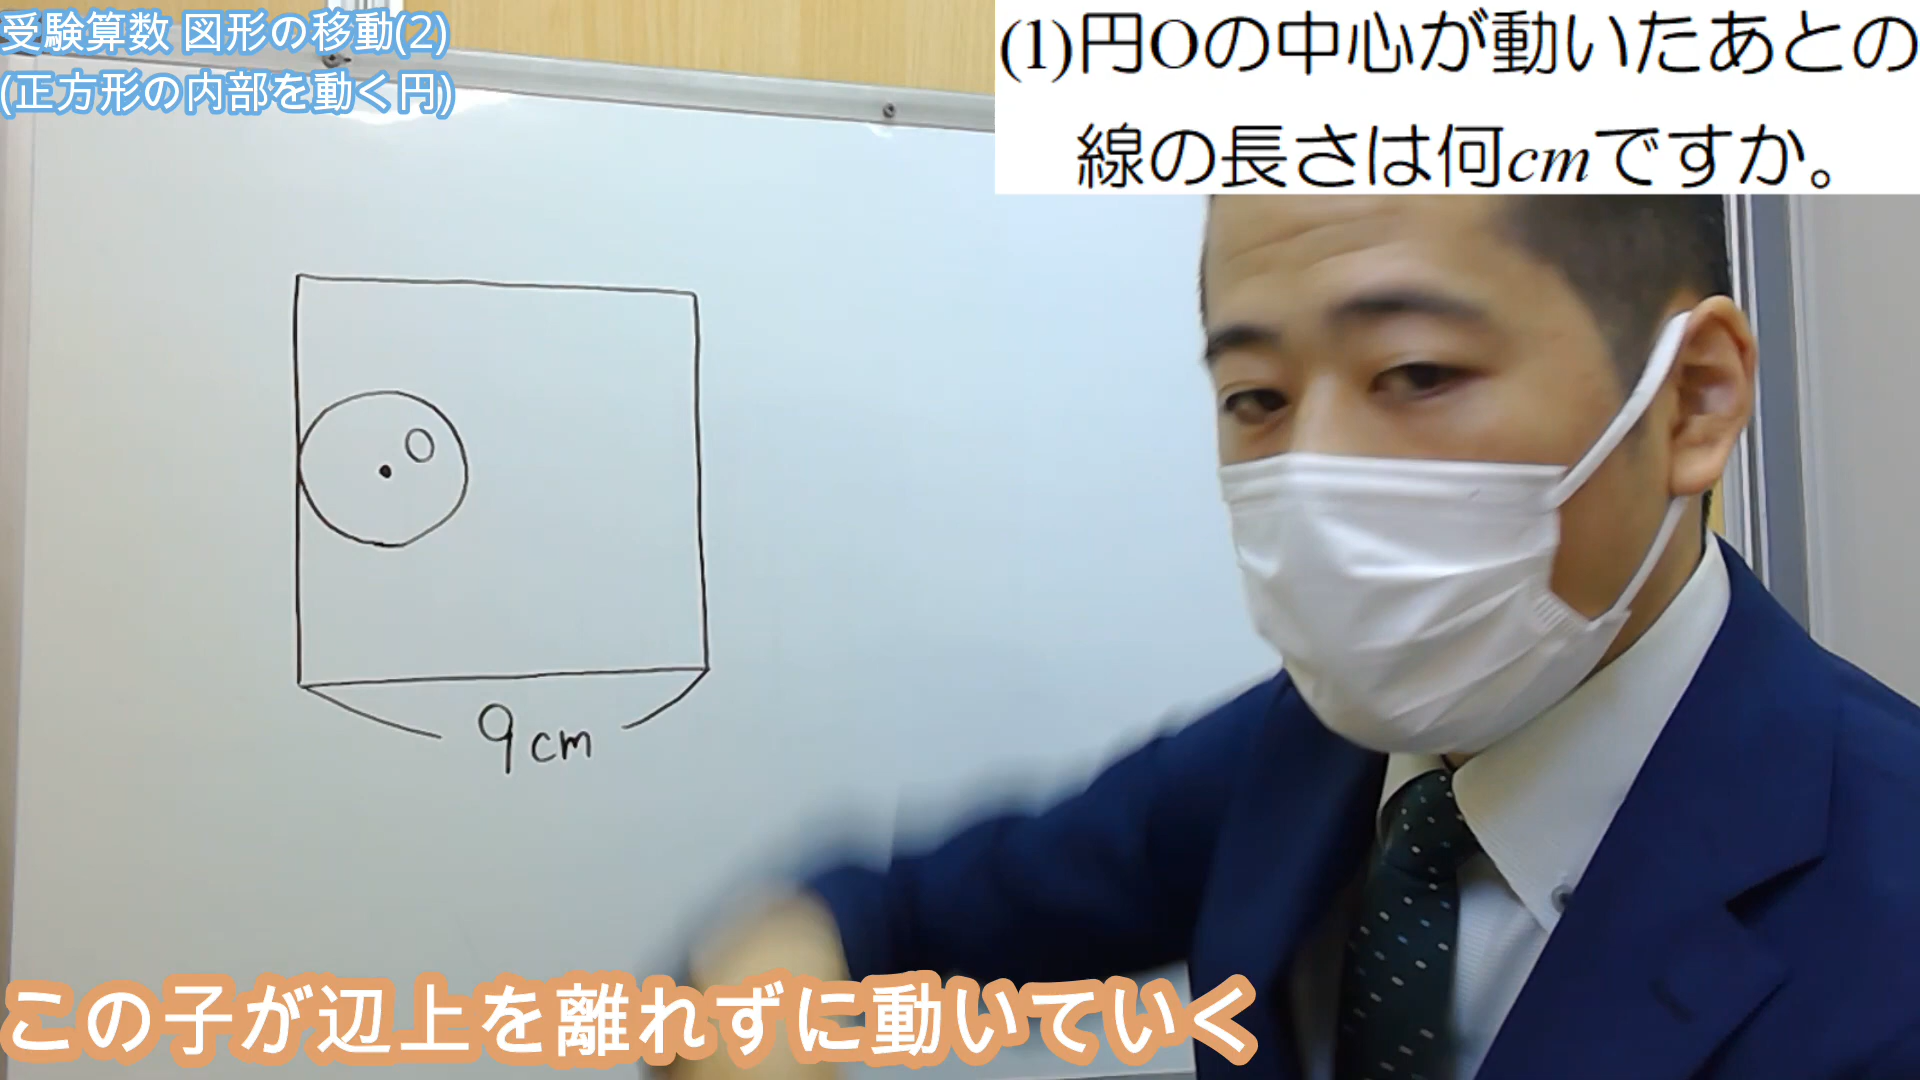 受験算数 図形の移動(2)
(正方形の内部を動く円)
(1)円Oの中心が動いたあとの
線の長さは何cmですか。
O
9cm
この子が辺上を離れずに動いていく